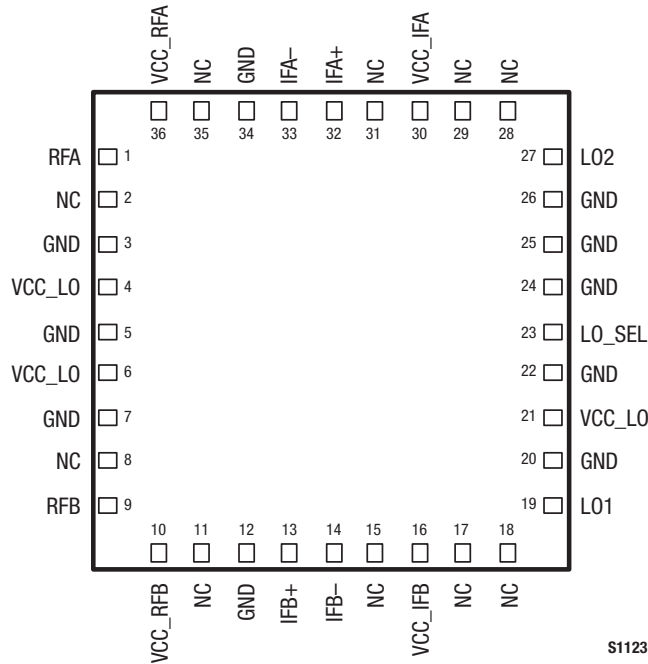 VCC_RFA
NC
GND
IFA–
IFA+
NC
VCC_IFA
NC
NC
36 35 34 33 32 31 30 29 28
RFA 1 27 LO2
NC 2 26 GND
GND 3 25 GND
VCC_LO 4 24 GND
GND 5 23 LO_SEL
VCC_LO 6 22 GND
GND 7 21 VCC_LO
NC 8 20 GND
RFB 9 19 LO1
10 11 12 13 14 15 16 17 18
VCC_RFB
NC
GND
IFB+
IFB–
NC
VCC_IFB
NC
NC
S1123